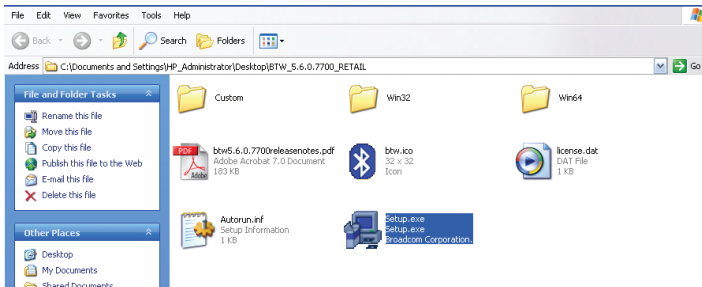 File Edit View Favorites Tools Help
Back Search Folders
Address C:\Documents and Settings\HP_Administrator\Desktop\BTW_5.6.0.7700_RETAIL Go
File and Folder Tasks
Rename this file
Move this file
Copy this file
Publish this file to the Web
E-mail this file
Delete this file
Other Places
Desktop
My Documents
Shared Documents
Custom
Win32
Win64
PDF
Adobe
btw5.6.0.7700releasenotes.pdf
Adobe Acrobat 7.0 Document
183 KB
btw.ico
32 x 32
Icon
license.dat
DAT File
1 KB
Autorun.inf
Setup Information
1 KB
Setup.exe
Setup.exe
Broadcom Corporation.